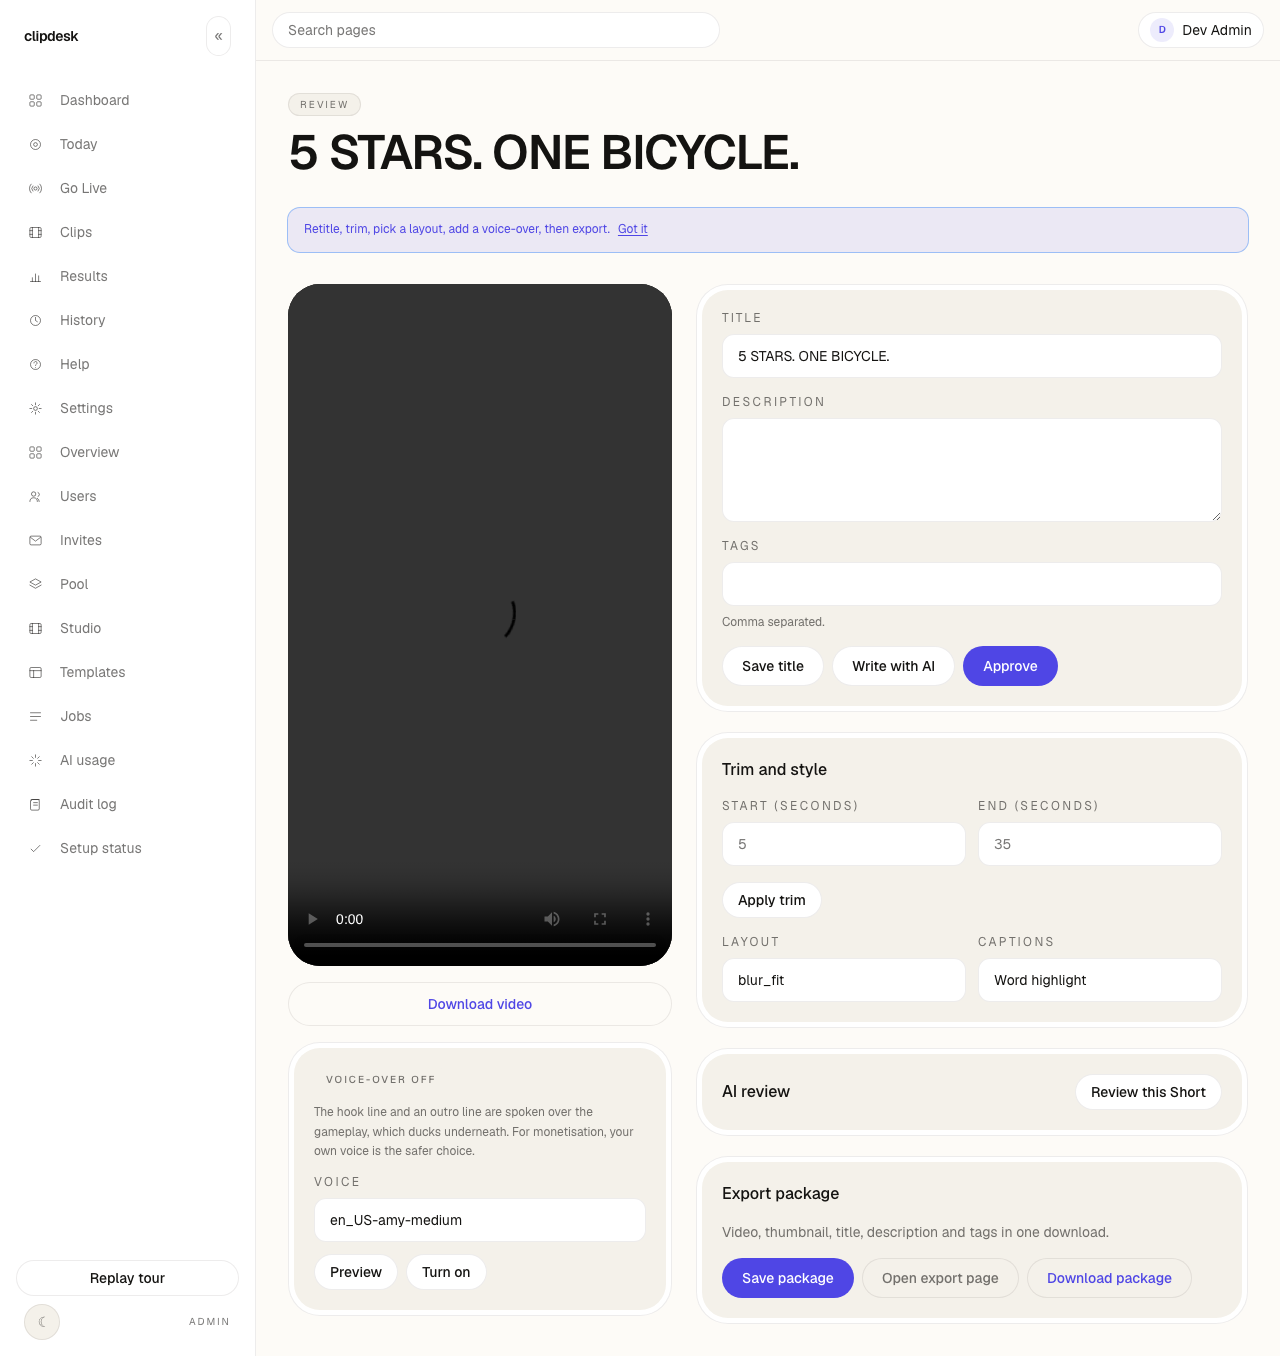 clipdesk
«
Dashboard
Today
Go Live
Clips
Results
History
Help
Settings
Overview
Users
Invites
Pool
Studio
Templates
Jobs
AI usage
Audit log
Setup status
Replay tour
ADMIN
Search pages
D
Dev Admin
REVIEW
5 STARS. ONE BICYCLE.
Retitle, trim, pick a layout, add a voice-over, then export. Got it
0:00
Download video
VOICE-OVER OFF
The hook line and an outro line are spoken over the
gameplay, which ducks underneath. For monetisation, your
own voice is the safer choice.
VOICE
en_US-amy-medium
Preview
Turn on
TITLE
5 STARS. ONE BICYCLE.
DESCRIPTION
TAGS
Comma separated.
Save title
Write with AI
Approve
Trim and style
START (SECONDS)
END (SECONDS)
5
35
Apply trim
LAYOUT
CAPTIONS
blur_fit
Word highlight
AI review
Review this Short
Export package
Video, thumbnail, title, description and tags in one download.
Save package
Open export page
Download package